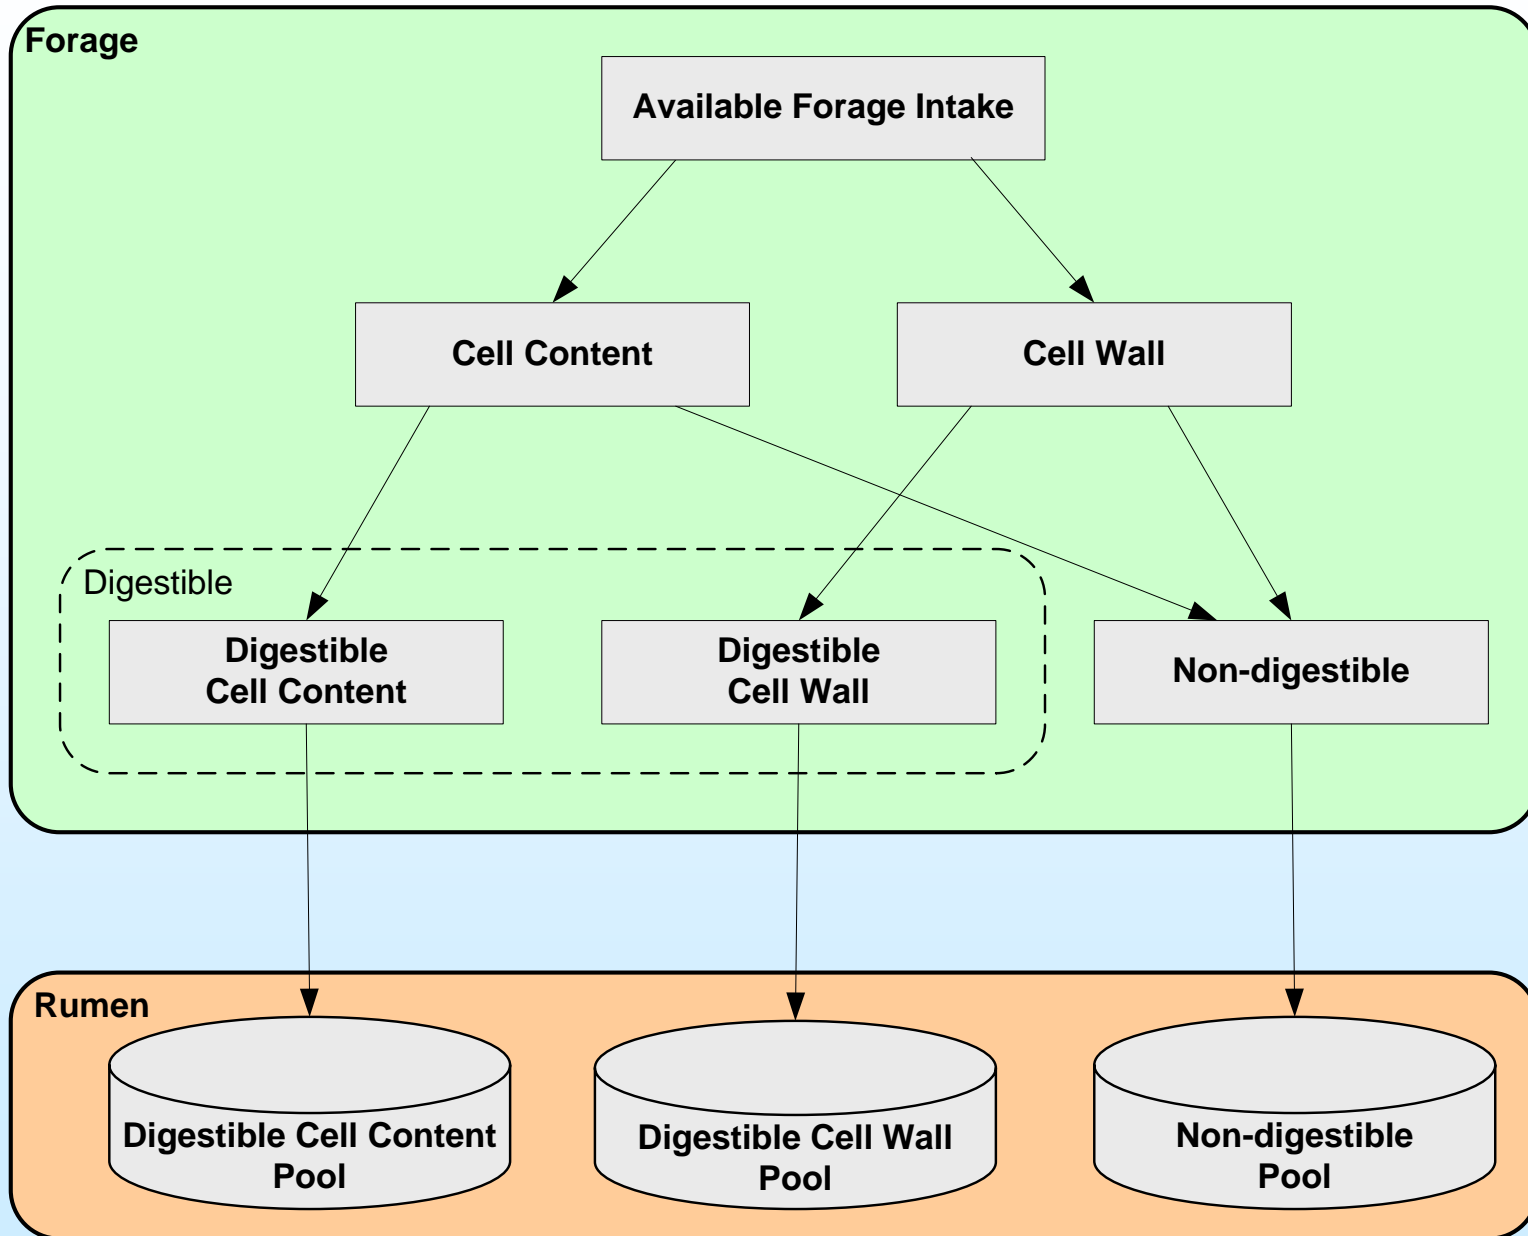 Forage
Available Forage Intake
Cell Content
Cell Wall
Digestible
Digestible
Cell Content
Digestible
Cell Wall
Non-digestible
Rumen
Digestible Cell Content
Pool
Digestible Cell Wall
Pool
Non-digestible
Pool